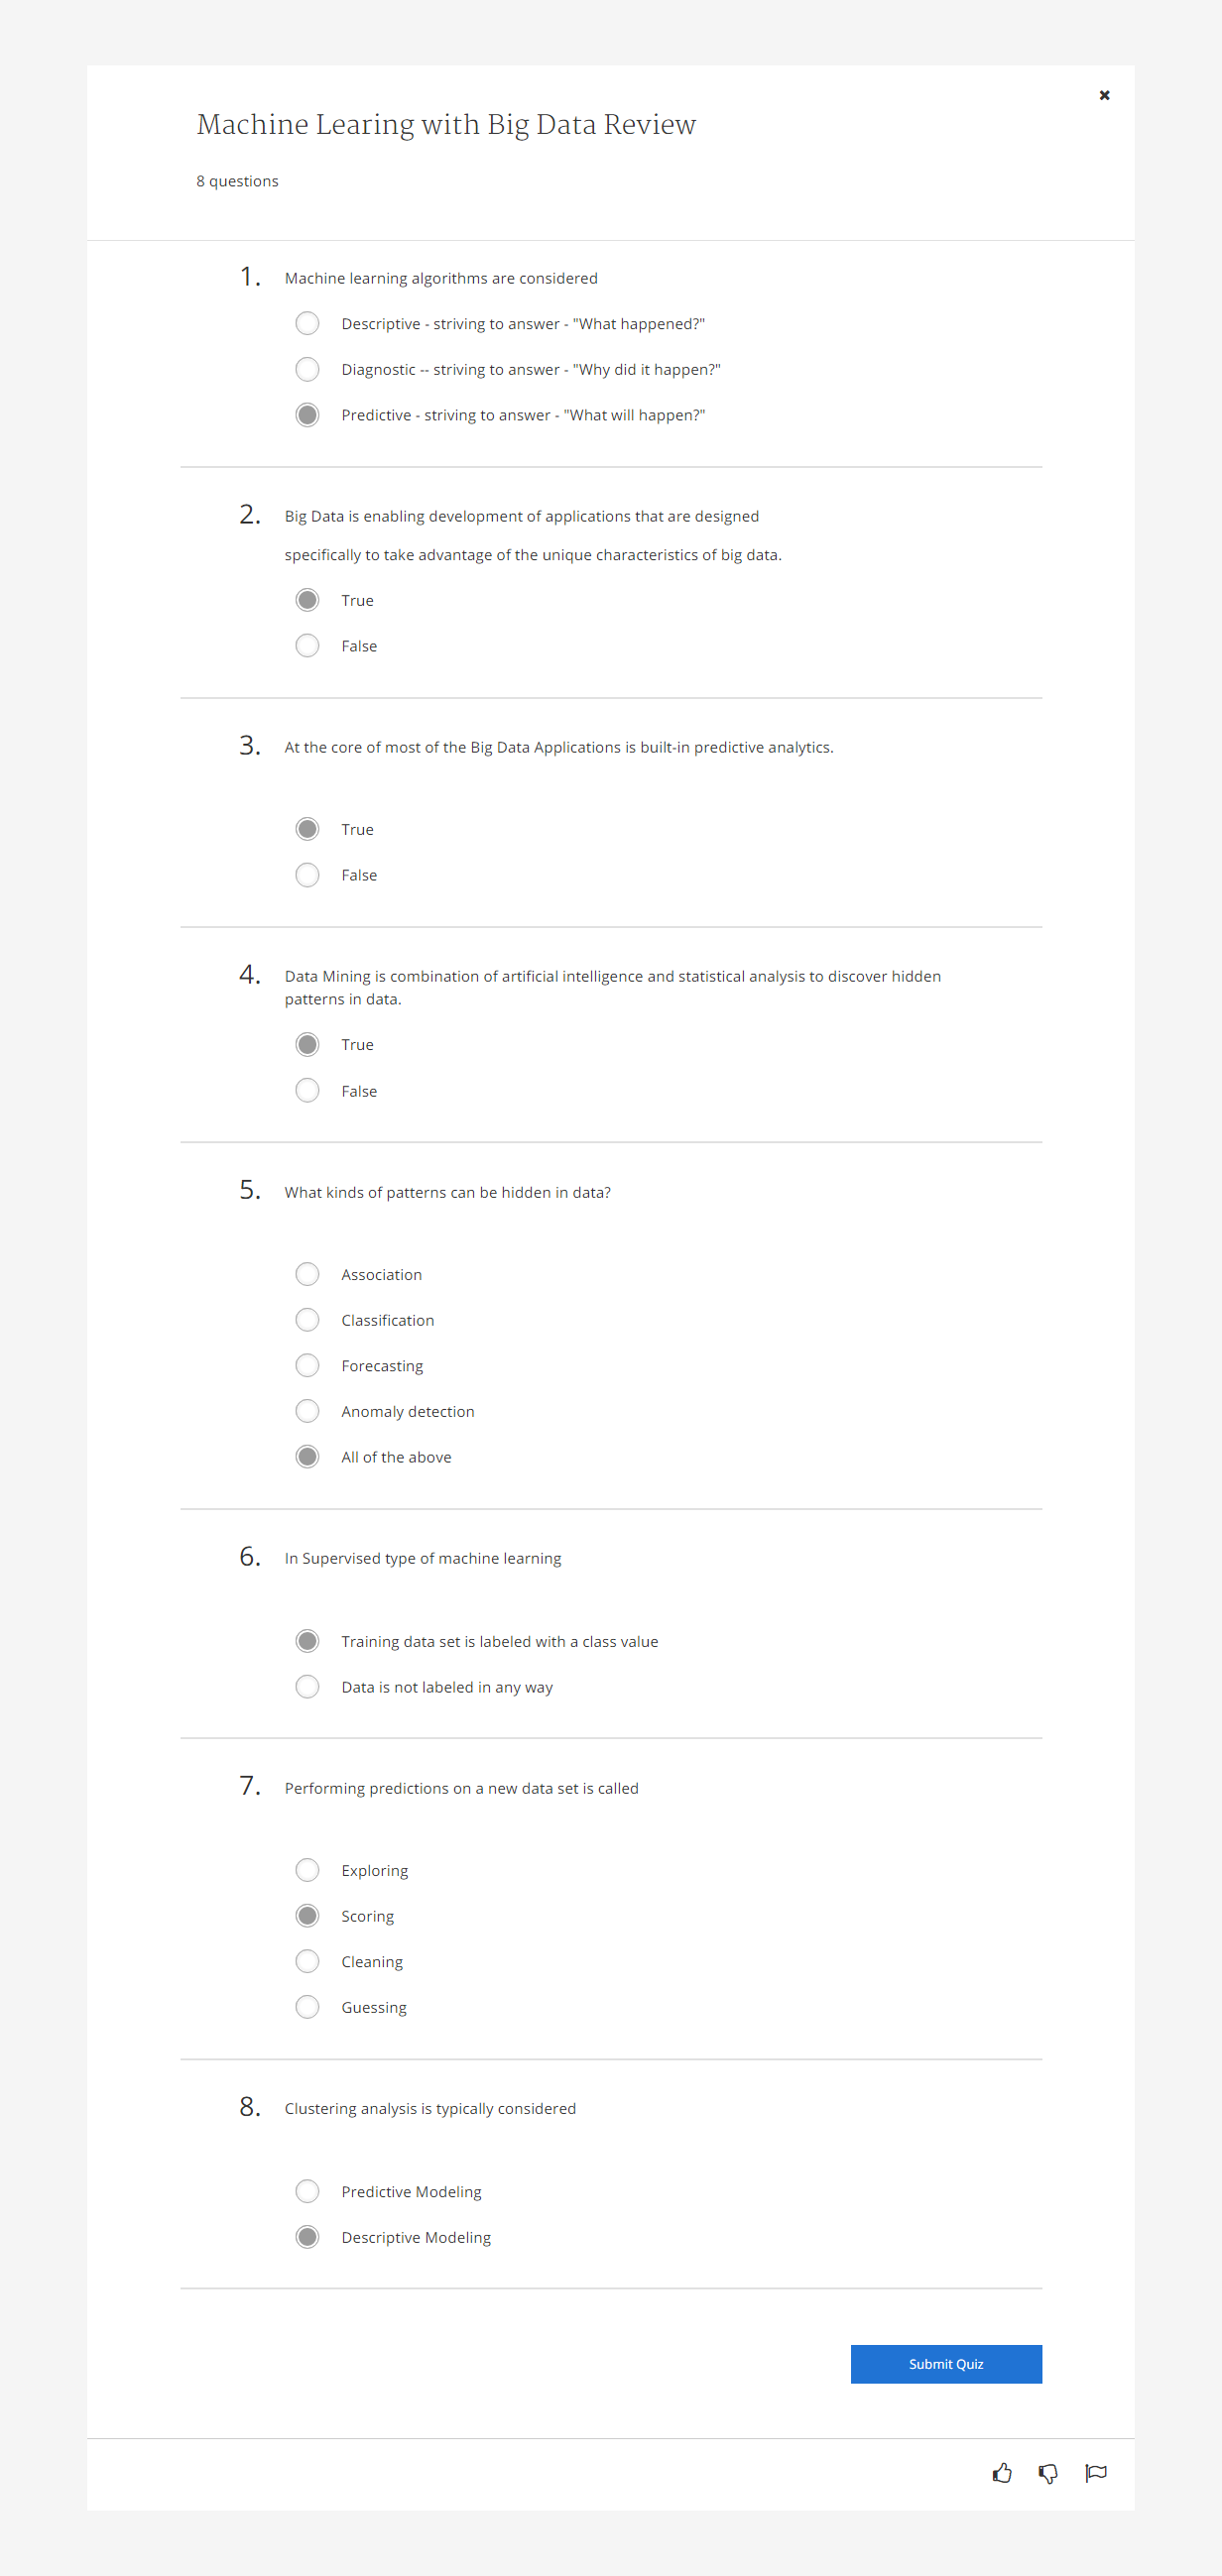 Machine Learing with Big Data Review
8 questions
1. Machine learning algorithms are considered
Descriptive - striving to answer - "What happened?"
Diagnostic -- striving to answer - "Why did it happen?"
Predictive - striving to answer - "What will happen?"
2. Big Data is enabling development of applications that are designed
specifically to take advantage of the unique characteristics of big data.
True
False
3. At the core of most of the Big Data Applications is built-in predictive analytics.
True
False
4. Data Mining is combination of artificial intelligence and statistical analysis to discover hidden
patterns in data.
True
False
5. What kinds of patterns can be hidden in data?
Association
Classification
Forecasting
Anomaly detection
All of the above
6. In Supervised type of machine learning
Training data set is labeled with a class value
Data is not labeled in any way
7. Performing predictions on a new data set is called
Exploring
Scoring
Cleaning
Guessing
8. Clustering analysis is typically considered
Predictive Modeling
Descriptive Modeling
Submit Quiz